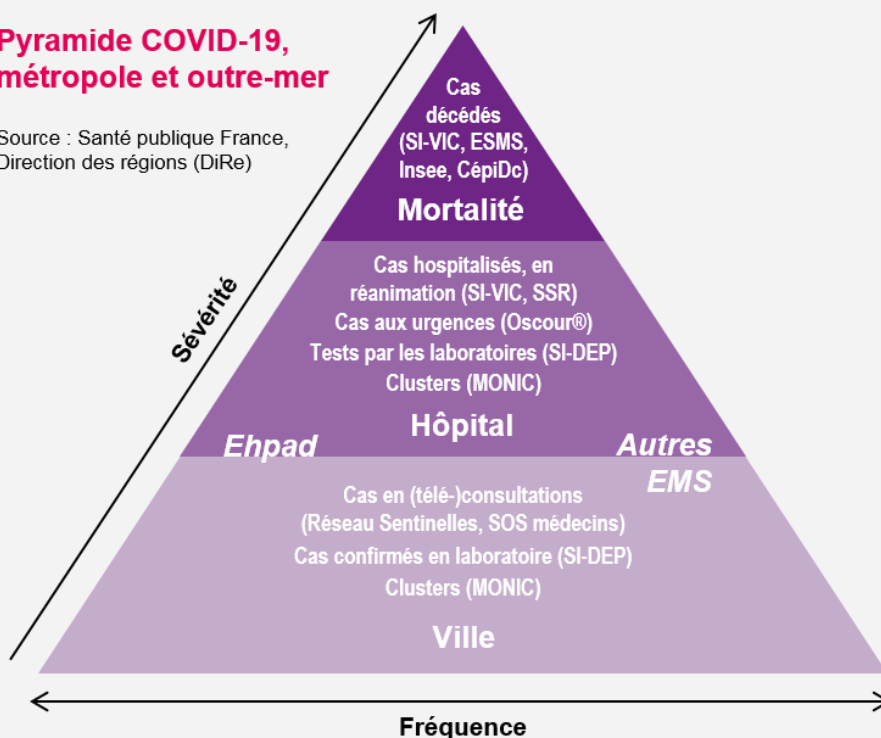 Pyramide COVID-19,
métropole et outre-mer
Source : Santé publique France,
Direction des régions (DiRe)
Sévérité
Cas
décédés
(SI-VIC, ESMS,
Insee, CépiDc)
Mortalité
Cas hospitalisés, en
réanimation (SI-VIC, SSR)
Cas aux urgences (Oscour®)
Tests par les laboratoires (SI-DEP)
Clusters (MONIC)
Hôpital
Ehpad
Autres
EMS
Cas en (télé-)consultations
(Réseau Sentinelles, SOS médecins)
Cas confirmés en laboratoire (SI-DEP)
Clusters (MONIC)
Ville
Fréquence